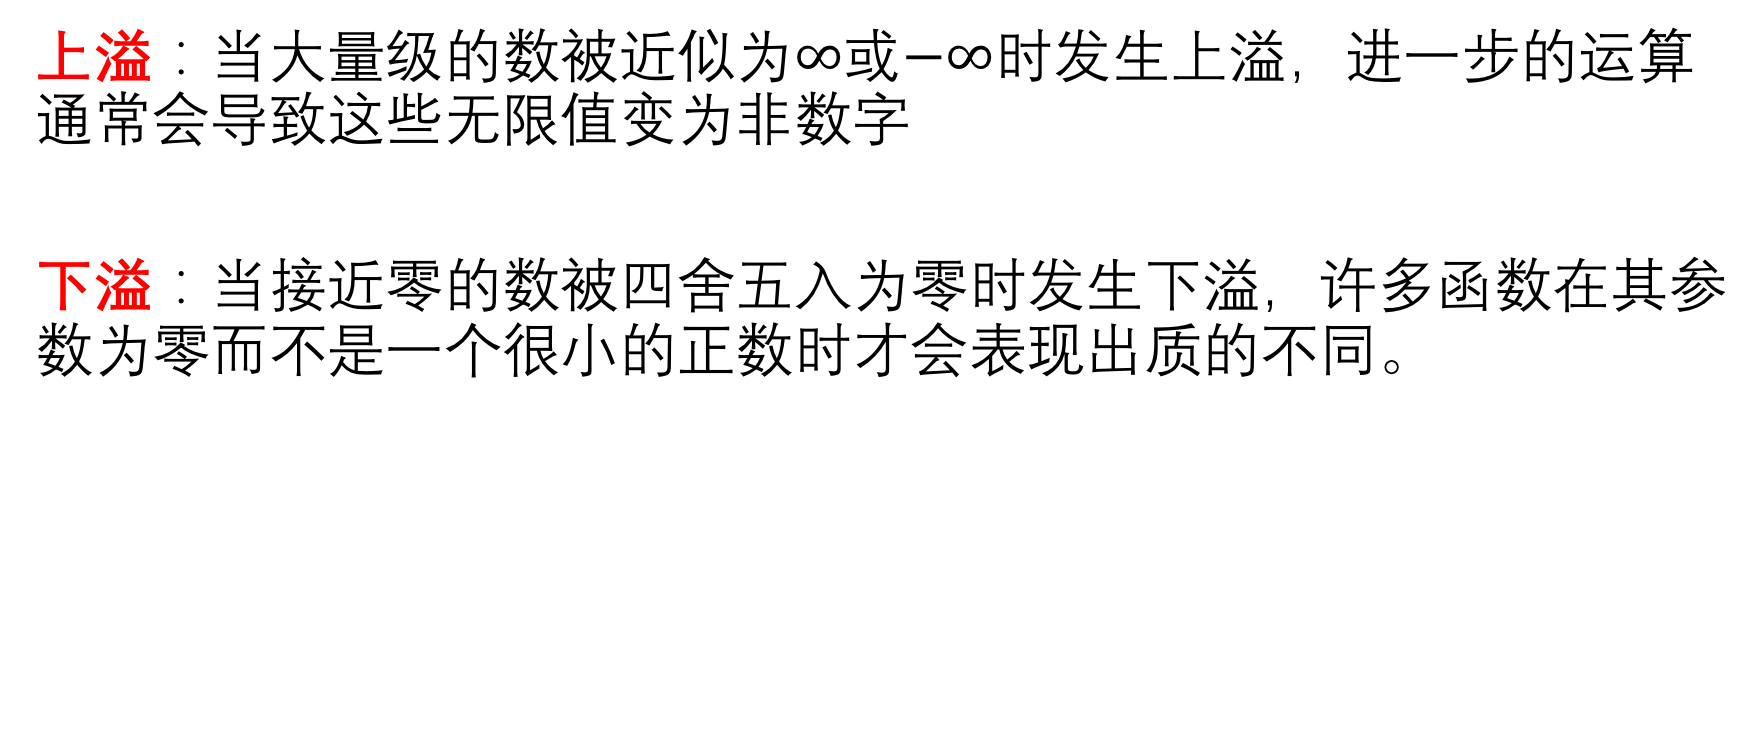 上溢：当大量级的数被近似为∞或−∞时发生上溢，进一步的运算
通常会导致这些无限值变为非数字
下溢：当接近零的数被四舍五入为零时发生下溢，许多函数在其参
数为零而不是一个很小的正数时才会表现出质的不同。